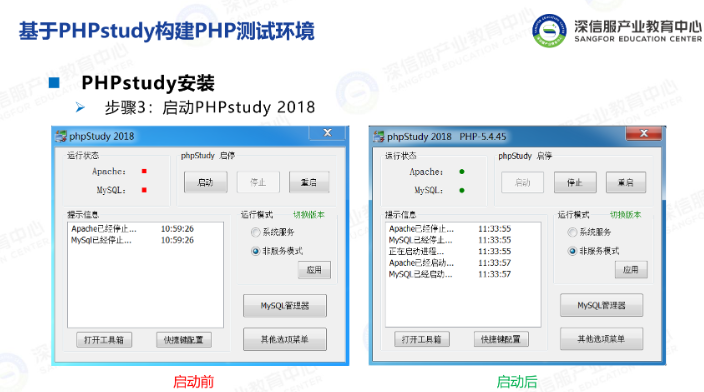 基于PHPstudy构建PHP测试环境
深信服产业教育中心
SANGFOR EDUCATION CENTER
PHPstudy安装
步骤3：启动PHPstudy 2018
phpStudy 2018
运行状态
phpStudy 启停
Apache:
MySQL:
启动
停止
重启
提示信息
Apache已经停止... 10:59:26
MySql已经停止... 10:59:26
运行模式
切换版本
系统服务
非服务模式
应用
MySQL管理器
打开工具箱
快捷键配置
其他选项菜单
启动前
phpStudy 2018 PHP-5.4.45
运行状态
phpStudy 启停
Apache:
MySQL:
启动
停止
重启
提示信息
Apache已经停止... 11:33:55
MySQL已经停止... 11:33:55
正在启动进程... 11:33:55
Apache已经启动... 11:33:57
MySQL已经启动... 11:33:57
运行模式
切换版本
系统服务
非服务模式
应用
MySQL管理器
打开工具箱
快捷键配置
其他选项菜单
启动后